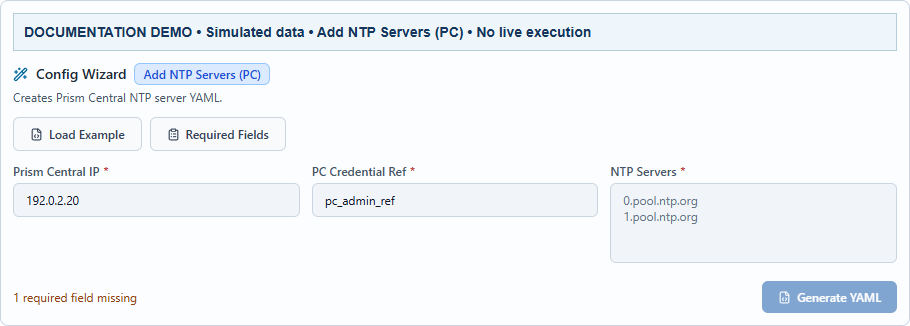 DOCUMENTATION DEMO • Simulated data • Add NTP Servers (PC) • No live execution
Config Wizard Add NTP Servers (PC)
Creates Prism Central NTP server YAML.
Load Example Required Fields
Prism Central IP * PC Credential Ref * NTP Servers *
192.0.2.20 pc_admin_ref 0.pool.ntp.org
1.pool.ntp.org
1 required field missing Generate YAML